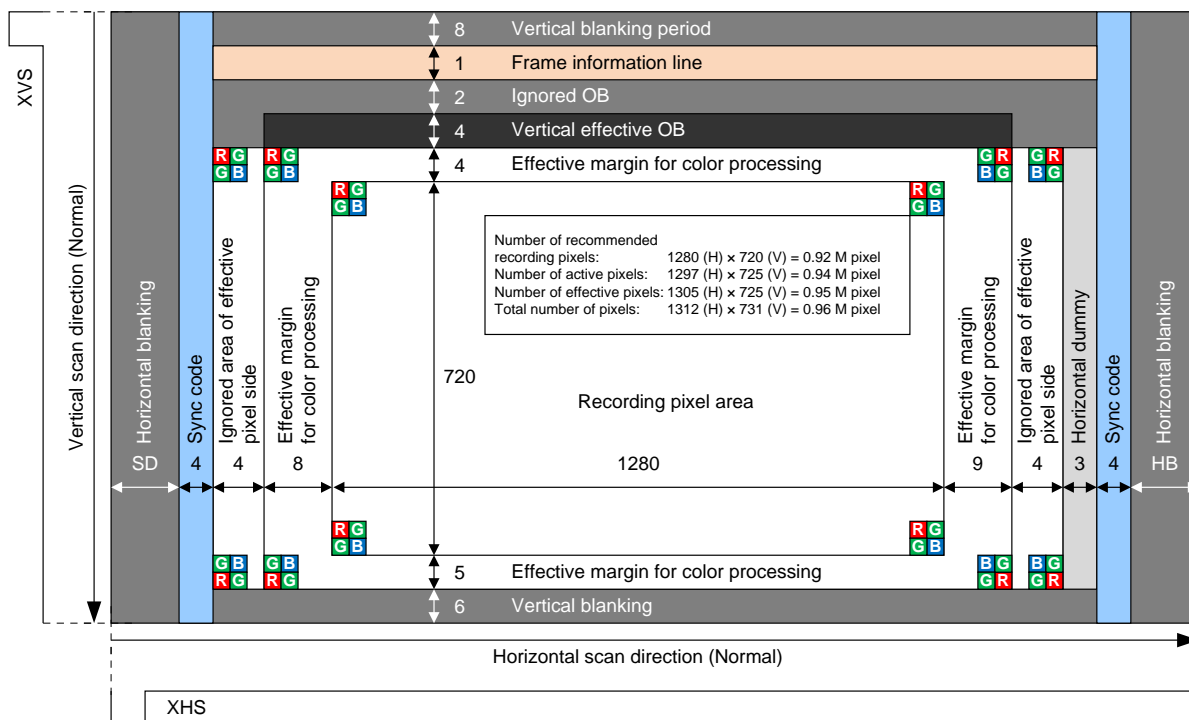 8 Vertical blanking period
1 Frame information line
2 Ignored OB
4 Vertical effective OB
R G R G 4 Effective margin for color processing G R G R
G B G B B G B G
R G R G
G B G B
XVS
Vertical scan direction (Normal)
Number of recommended
recording pixels: 1280 (H) × 720 (V) = 0.92 M pixel
Number of active pixels: 1297 (H) × 725 (V) = 0.94 M pixel
Number of effective pixels: 1305 (H) × 725 (V) = 0.95 M pixel
Total number of pixels: 1312 (H) × 731 (V) = 0.96 M pixel
Horizontal blanking
Sync code
Ignored area of effective
pixel side
Effective margin
for color processing
720
Recording pixel area
Effective margin
for color processing
Ignored area of effective
pixel side
Horizontal dummy
Sync code
Horizontal blanking
SD 4 4 8 1280 9 4 3 4 HB
R G R G
G B G B
G B G B 5 Effective margin for color processing B G B G
R G R G G R G R
6 Vertical blanking
Horizontal scan direction (Normal)
XHS